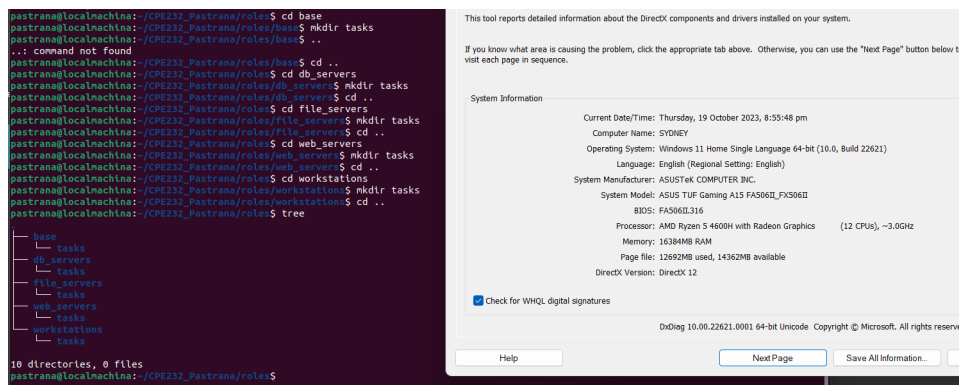 pastrana@localmachina:~/CPE232_Pastrana/roles$ cd base
pastrana@localmachina:~/CPE232_Pastrana/roles/base$ mkdir tasks
pastrana@localmachina:~/CPE232_Pastrana/roles/base$ ..
..: command not found
pastrana@localmachina:~/CPE232_Pastrana/roles/base$ cd ..
pastrana@localmachina:~/CPE232_Pastrana/roles$ cd db_servers
pastrana@localmachina:~/CPE232_Pastrana/roles/db_servers$ mkdir tasks
pastrana@localmachina:~/CPE232_Pastrana/roles/db_servers$ cd ..
pastrana@localmachina:~/CPE232_Pastrana/roles$ cd file_servers
pastrana@localmachina:~/CPE232_Pastrana/roles/file_servers$ mkdir tasks
pastrana@localmachina:~/CPE232_Pastrana/roles/file_servers$ cd ..
pastrana@localmachina:~/CPE232_Pastrana/roles$ cd web_servers
pastrana@localmachina:~/CPE232_Pastrana/roles/web_servers$ mkdir tasks
pastrana@localmachina:~/CPE232_Pastrana/roles/web_servers$ cd ..
pastrana@localmachina:~/CPE232_Pastrana/roles$ cd workstations
pastrana@localmachina:~/CPE232_Pastrana/roles/workstations$ mkdir tasks
pastrana@localmachina:~/CPE232_Pastrana/roles/workstations$ cd ..
pastrana@localmachina:~/CPE232_Pastrana/roles$ tree
.
├── base
│   └── tasks
├── db_servers
│   └── tasks
├── file_servers
│   └── tasks
├── web_servers
│   └── tasks
└── workstations
    └── tasks
10 directories, 0 files
pastrana@localmachina:~/CPE232_Pastrana/roles$
This tool reports detailed information about the DirectX components and drivers installed on your system.
If you know what area is causing the problem, click the appropriate tab above. Otherwise, you can use the "Next Page" button below
visit each page in sequence.
System Information
Current Date/Time: Thursday, 19 October 2023, 8:55:48 pm
Computer Name: SYDNEY
Operating System: Windows 11 Home Single Language 64-bit (10.0, Build 22621)
Language: English (Regional Setting: English)
System Manufacturer: ASUSTeK COMPUTER INC.
System Model: ASUS TUF Gaming A15 FA506II_FX506II
BIOS: FA506II.316
Processor: AMD Ryzen 5 4600H with Radeon Graphics (12 CPUs), ~3.0GHz
Memory: 16384MB RAM
Page file: 12692MB used, 14362MB available
DirectX Version: DirectX 12
Check for WHQL digital signatures
DxDiag 10.00.22621.0001 64-bit Unicode Copyright © Microsoft. All rights reserve
Help
Next Page
Save All Information...